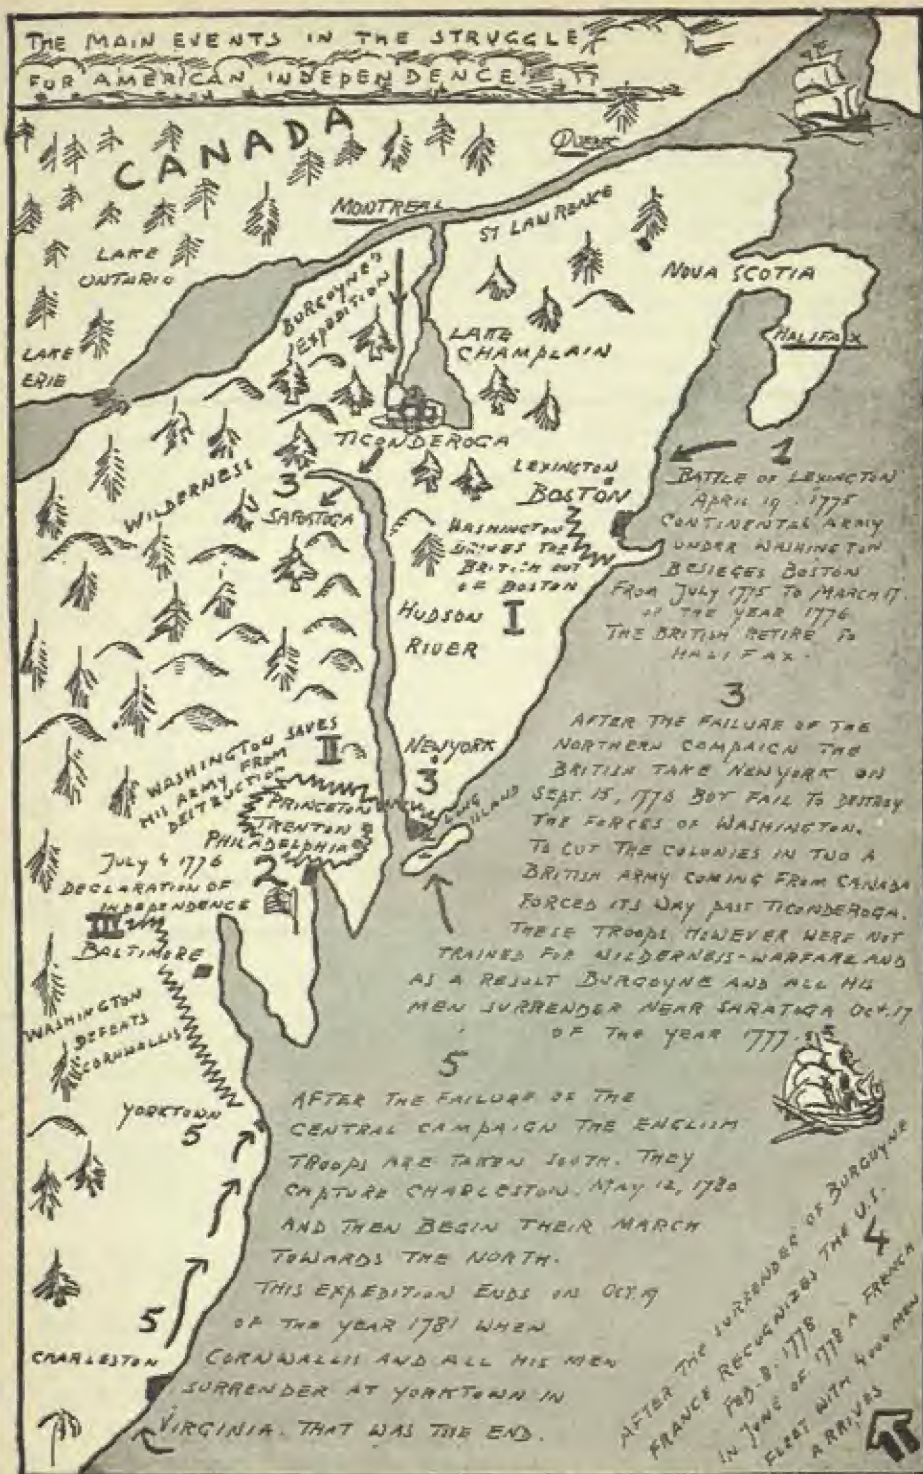 THE MAIN EVENTS IN THE STRUGGLE
FOR AMERICAN INDEPENDENCE
CANADA
QUEBEC
MONTREAL
ST LAWRENCE
LAKE
ONTARIO
NOVA SCOTIA
BURGOYNE'S
EXPEDITION
HALIFAX
LAKE
ERIE
LAKE
CHAMPLAIN
TICONDEROGA
WILDERNESS
3
SARATOGA
LEXINGTON
BOSTON
WASHINGTON
DRIVES THE
BRITISH OUT
OF BOSTON
I
HUDSON
RIVER
1
BATTLE OF LEXINGTON
APRIL 19. 1775
CONTINENTAL ARMY
UNDER WASHINGTON
BESIEGES BOSTON
FROM JULY 1775 TO MARCH 17.
OF THE YEAR 1776
THE BRITISH RETIRE TO
HALIFAX.
WASHINGTON SAVES
HIS ARMY FROM
DESTRUCTION
II
NEW YORK
3
LONG
ISLAND
PRINCETON
TRENTON
PHILADELPHIA
2
JULY 4 1776
DECLARATION OF
INDEPENDENCE
III
BALTIMORE
WASHINGTON
DEFEATS
CORNWALLIS
YORKTOWN
5
3
AFTER THE FAILURE OF THE
NORTHERN CAMPAIGN THE
BRITISH TAKE NEW YORK ON
SEPT. 15, 1776 BUT FAIL TO DESTROY
THE FORCES OF WASHINGTON.
TO CUT THE COLONIES IN TWO A
BRITISH ARMY COMING FROM CANADA
FORCED ITS WAY PAST TICONDEROGA.
THESE TROOPS HOWEVER WERE NOT
TRAINED FOR WILDERNESS-WARFARE AND
AS A RESULT BURGOYNE AND ALL HIS
MEN SURRENDER NEAR SARATOGA OCT. 17
OF THE YEAR 1777.
5
AFTER THE FAILURE OF THE
CENTRAL CAMPAIGN THE ENGLISH
TROOPS ARE TAKEN SOUTH. THEY
CAPTURE CHARLESTON. MAY 12, 1780
AND THEN BEGIN THEIR MARCH
TOWARDS THE NORTH.
THIS EXPEDITION ENDS ON OCT. 19
OF THE YEAR 1781 WHEN
CORNWALLIS AND ALL HIS MEN
SURRENDER AT YORKTOWN IN
VIRGINIA. THAT WAS THE END.
5
CHARLESTON
4
AFTER THE SURRENDER OF BURGOYNE
FRANCE RECOGNIZES THE U.S.
FEB. 8. 1778
IN JUNE OF 1778 A FRENCH
FLEET WITH 4000 MEN
ARRIVES